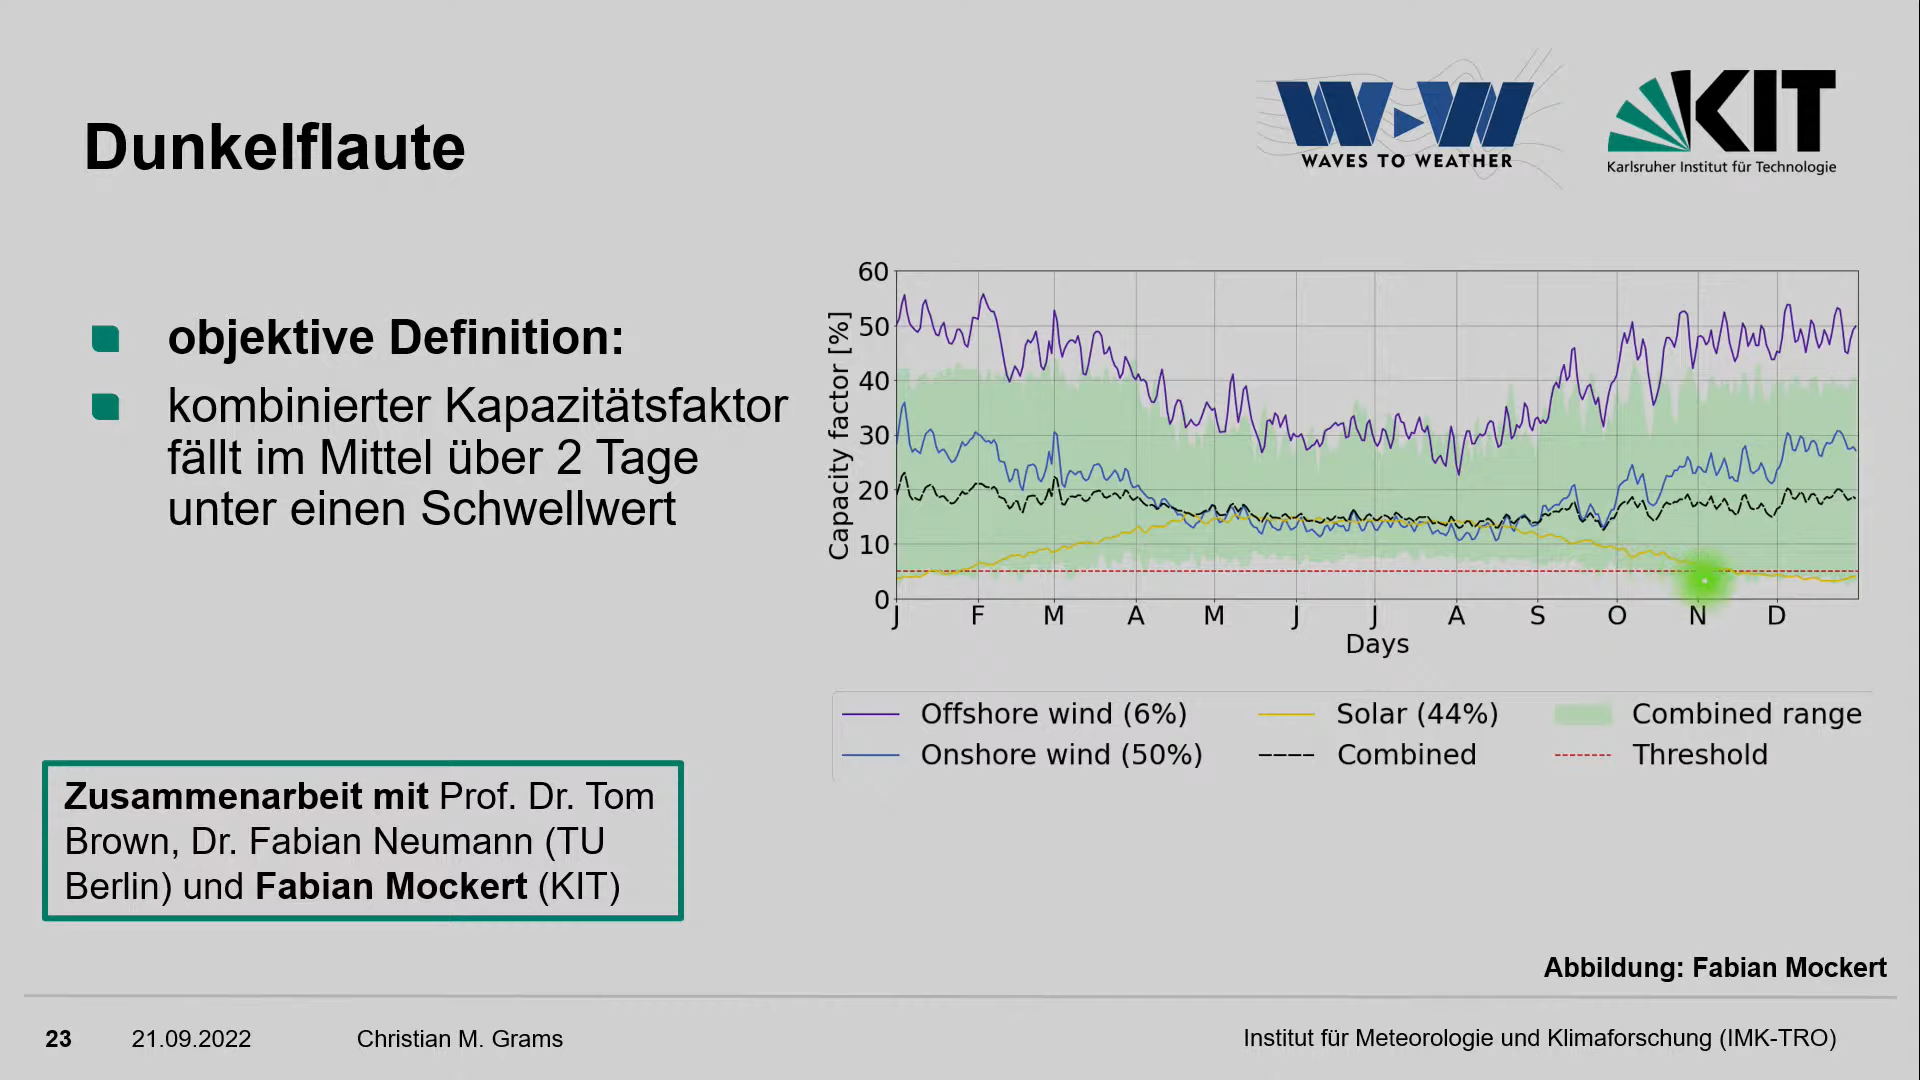 Dunkelflaute
WAVES TO WEATHER
KIT
Karlsruher Institut für Technologie
objektive Definition:
kombinierter Kapazitätsfaktor
fällt im Mittel über 2 Tage
unter einen Schwellwert
Capacity factor [%]
60
50
40
30
20
10
0
J F M A M J J A S O N D
Days
Offshore wind (6%) Solar (44%) Combined range
Onshore wind (50%) Combined Threshold
Zusammenarbeit mit Prof. Dr. Tom
Brown, Dr. Fabian Neumann (TU
Berlin) und Fabian Mockert (KIT)
Abbildung: Fabian Mockert
23 21.09.2022 Christian M. Grams Institut für Meteorologie und Klimaforschung (IMK-TRO)